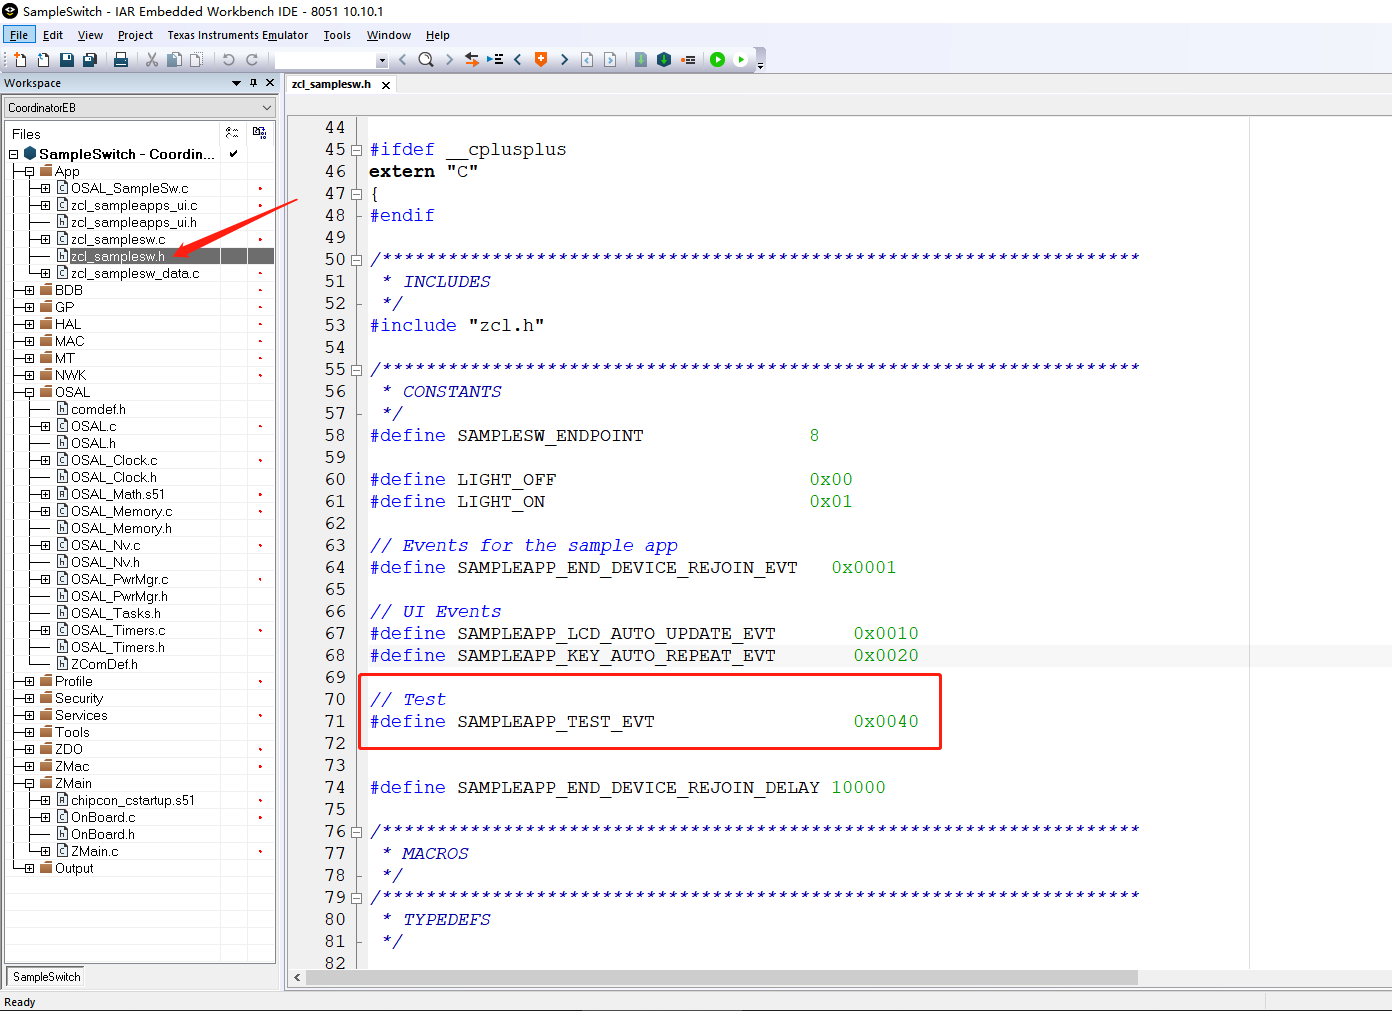 SampleSwitch - IAR Embedded Workbench IDE - 8051 10.10.1
File Edit View Project Texas Instruments Emulator Tools Window Help
Workspace
zcl_samplesw.h
CoordinatorEB
Files
SampleSwitch - Coordin...
App
OSAL_SampleSw.c
zcl_sampleapps_ui.c
zcl_sampleapps_ui.h
zcl_samplesw.c
zcl_samplesw.h
zcl_samplesw_data.c
BDB
GP
HAL
MAC
MT
NWK
OSAL
comdef.h
OSAL.c
OSAL.h
OSAL_Clock.c
OSAL_Clock.h
OSAL_Math.s51
OSAL_Memory.c
OSAL_Memory.h
OSAL_Nv.c
OSAL_Nv.h
OSAL_PwrMgr.c
OSAL_PwrMgr.h
OSAL_Tasks.h
OSAL_Timers.c
OSAL_Timers.h
ZComDef.h
Profile
Security
Services
Tools
ZDO
ZMac
ZMain
chipcon_cstartup.s51
OnBoard.c
OnBoard.h
ZMain.c
Output
SampleSwitch
44
45 #ifdef __cplusplus
46 extern "C"
47 {
48 #endif
49
50 /*********************************************************************
51 * INCLUDES
52 */
53 #include "zcl.h"
54
55 /*********************************************************************
56 * CONSTANTS
57 */
58 #define SAMPLESW_ENDPOINT 8
59
60 #define LIGHT_OFF 0x00
61 #define LIGHT_ON 0x01
62
63 // Events for the sample app
64 #define SAMPLEAPP_END_DEVICE_REJOIN_EVT 0x0001
65
66 // UI Events
67 #define SAMPLEAPP_LCD_AUTO_UPDATE_EVT 0x0010
68 #define SAMPLEAPP_KEY_AUTO_REPEAT_EVT 0x0020
69
70 // Test
71 #define SAMPLEAPP_TEST_EVT 0x0040
72
73
74 #define SAMPLEAPP_END_DEVICE_REJOIN_DELAY 10000
75
76 /*********************************************************************
77 * MACROS
78 */
79 /*********************************************************************
80 * TYPEDEFS
81 */
82
Ready